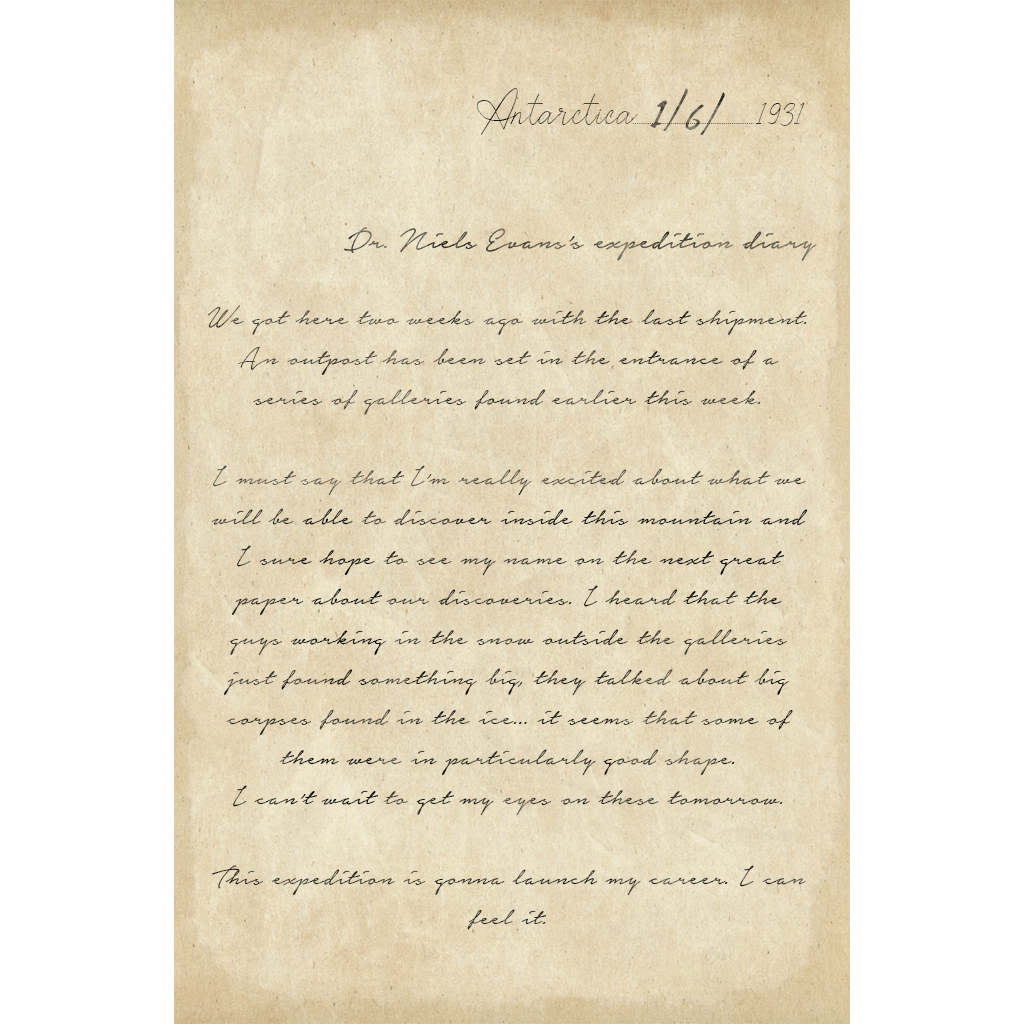 Antarctica 1/6/ 1931
Dr. Niels Evans's expedition diary
We got here two weeks ago with the last shipment.
An outpost has been set in the entrance of a
series of galleries found earlier this week.
I must say that I'm really excited about what we
will be able to discover inside this mountain and
I sure hope to see my name on the next great
paper about our discoveries. I heard that the
guys working in the snow outside the galleries
just found something big, they talked about big
corpses found in the ice... it seems that some of
them were in particularly good shape.
I can't wait to get my eyes on these tomorrow.
This expedition is gonna launch my career. I can
feel it.